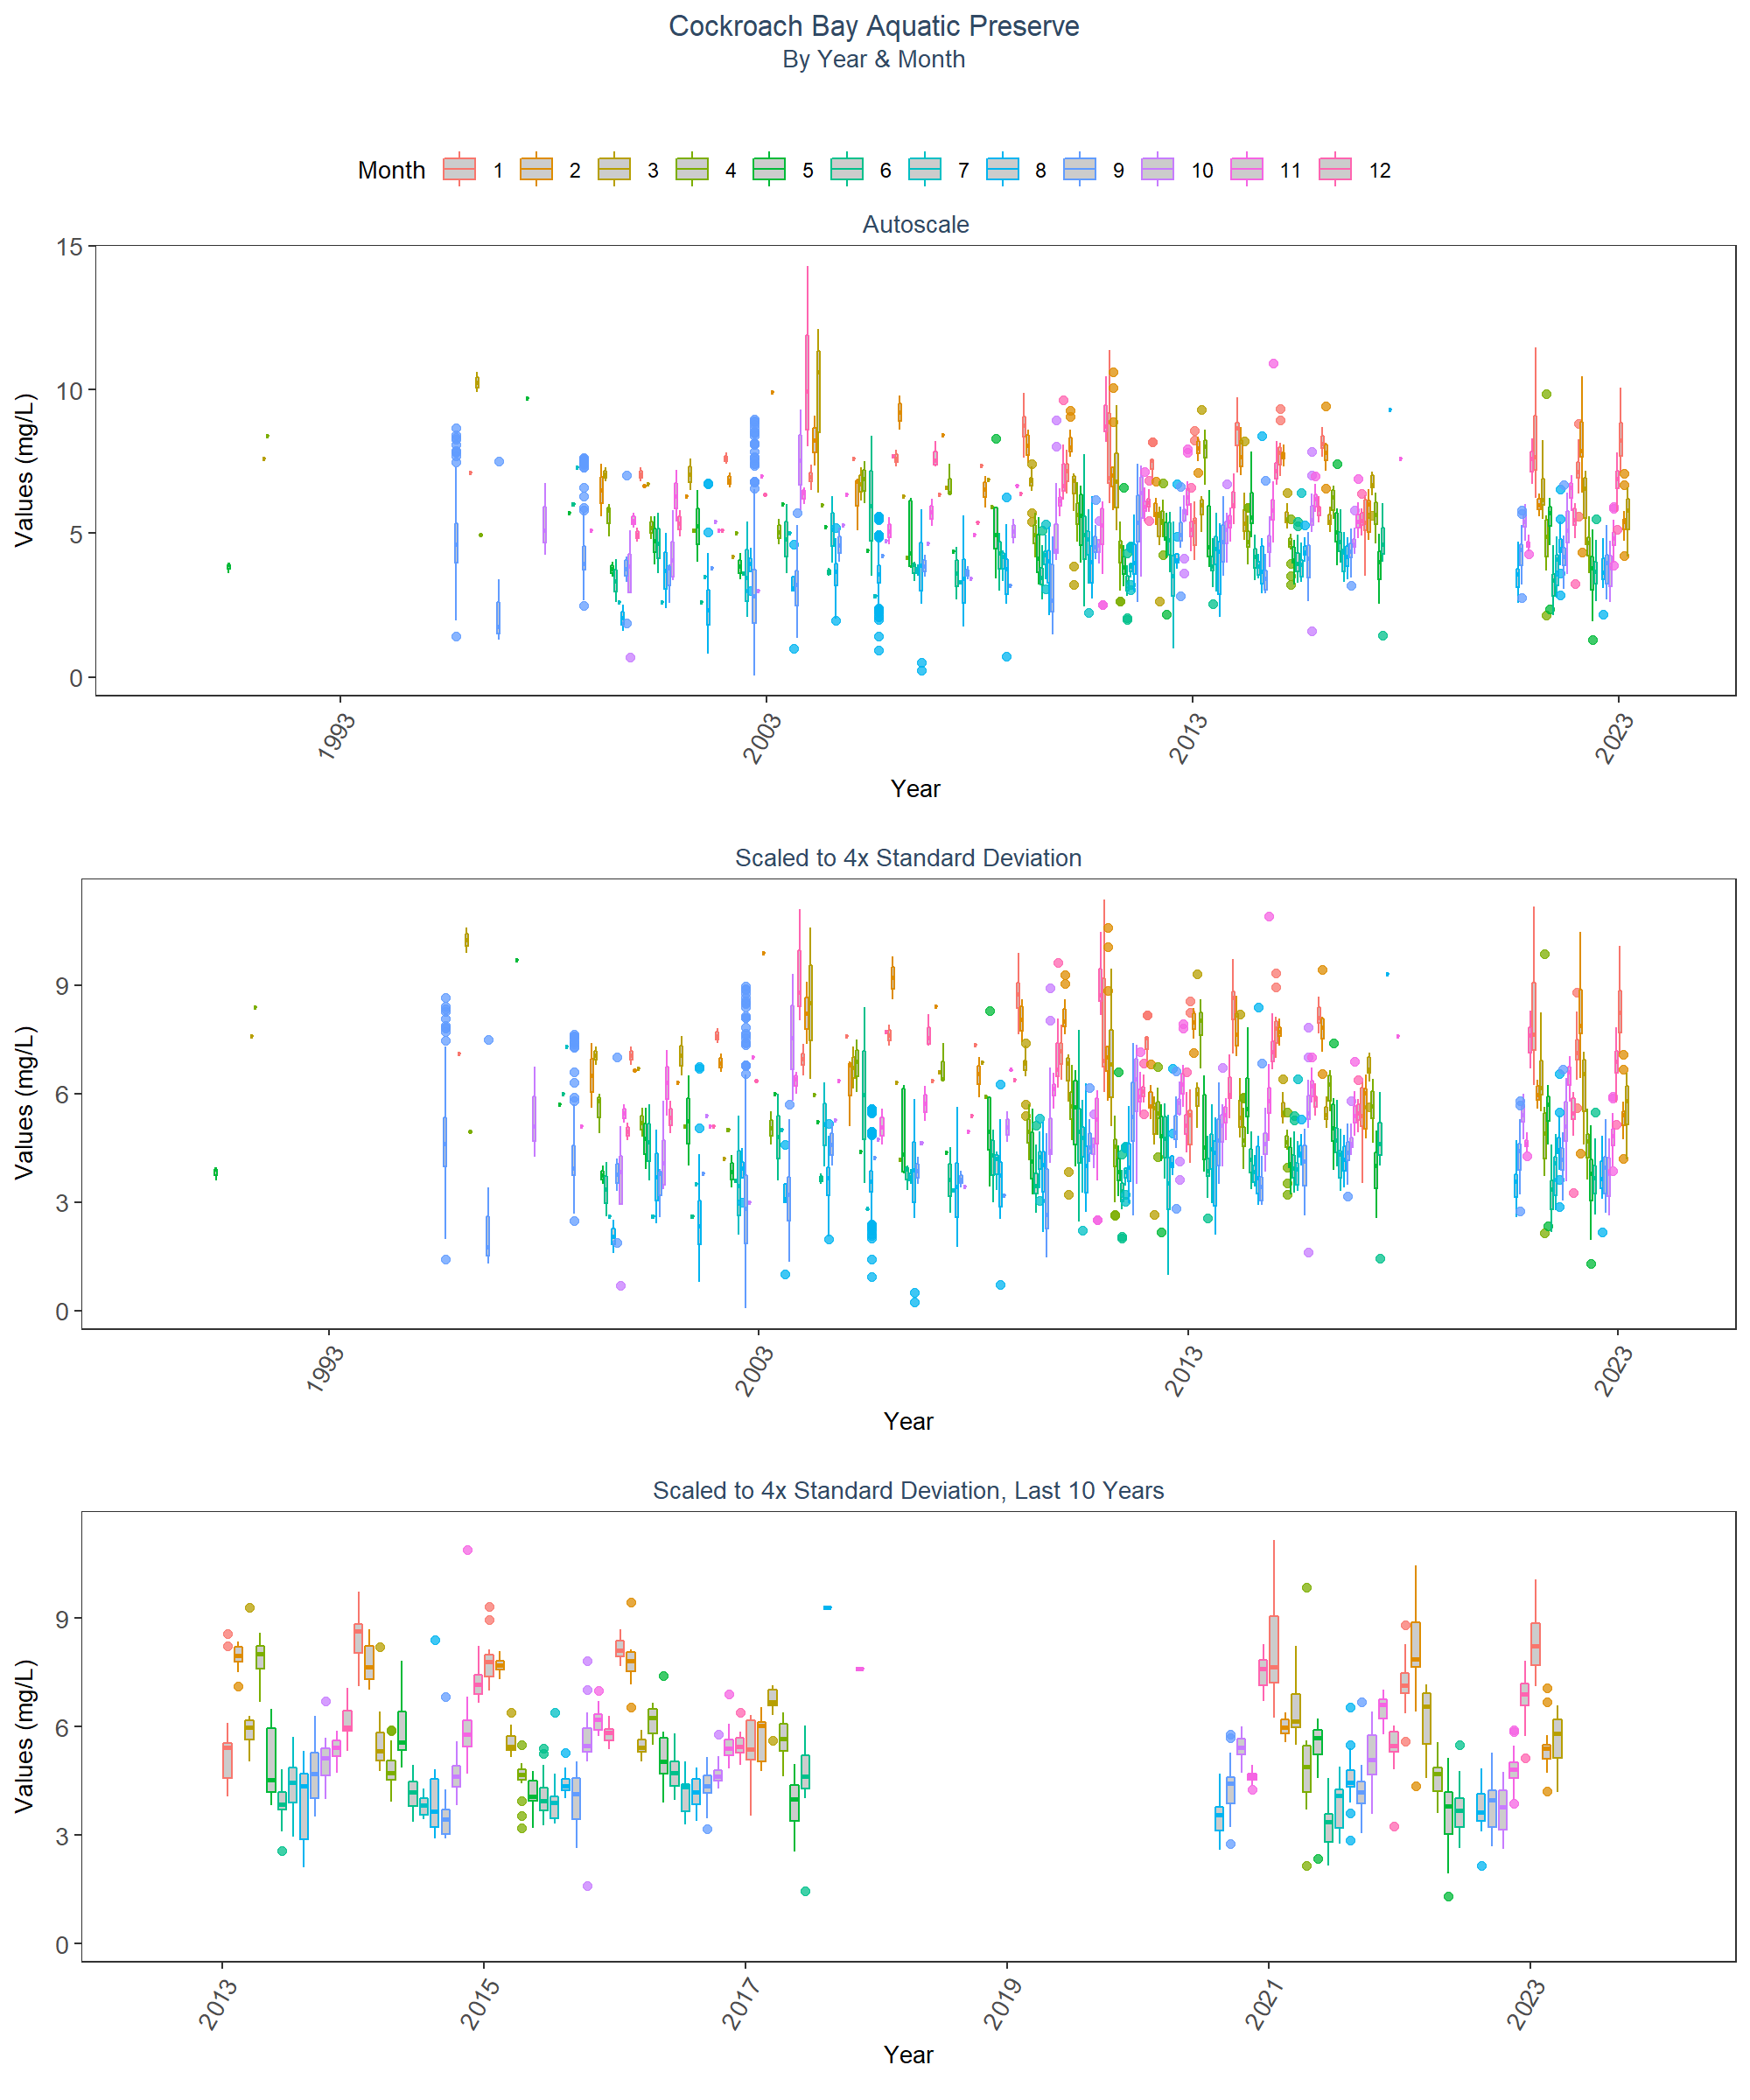 Cockroach Bay Aquatic Preserve
By Year & Month
Month 1 2 3 4 5 6 7 8 9 10 11 12
Autoscale
Values (mg/L)
15
10
5
0
1993 2003 2013 2023
Year
Scaled to 4x Standard Deviation
Values (mg/L)
9
6
3
0
1993 2003 2013 2023
Year
Scaled to 4x Standard Deviation, Last 10 Years
Values (mg/L)
9
6
3
0
2013 2015 2017 2019 2021 2023
Year